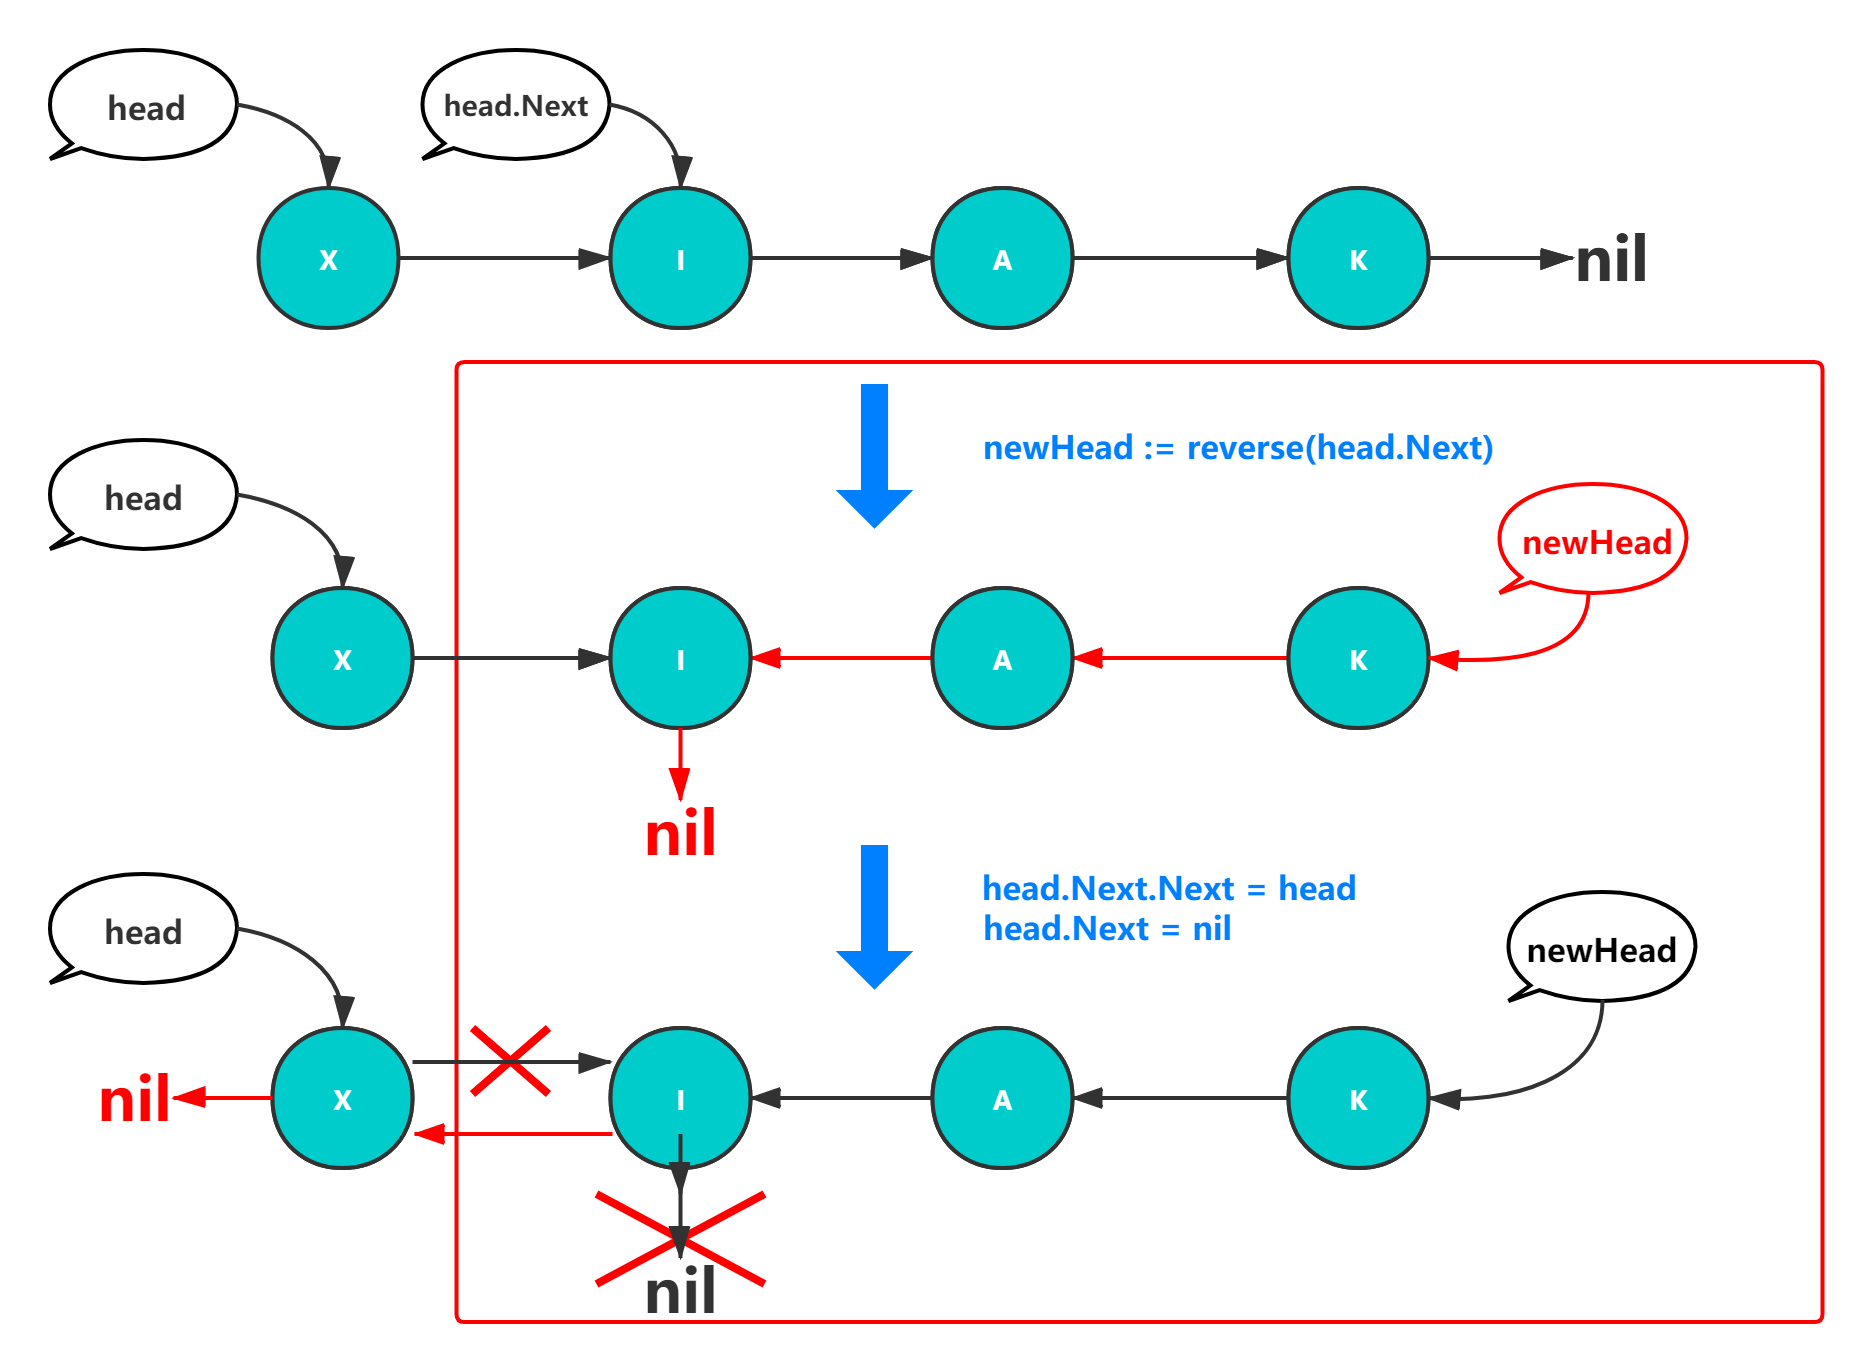 head
head.Next
X
I
A
K
nil
newHead := reverse(head.Next)
head
newHead
X
I
A
K
nil
head.Next.Next = head
head.Next = nil
head
newHead
nil
X
I
A
K
nil